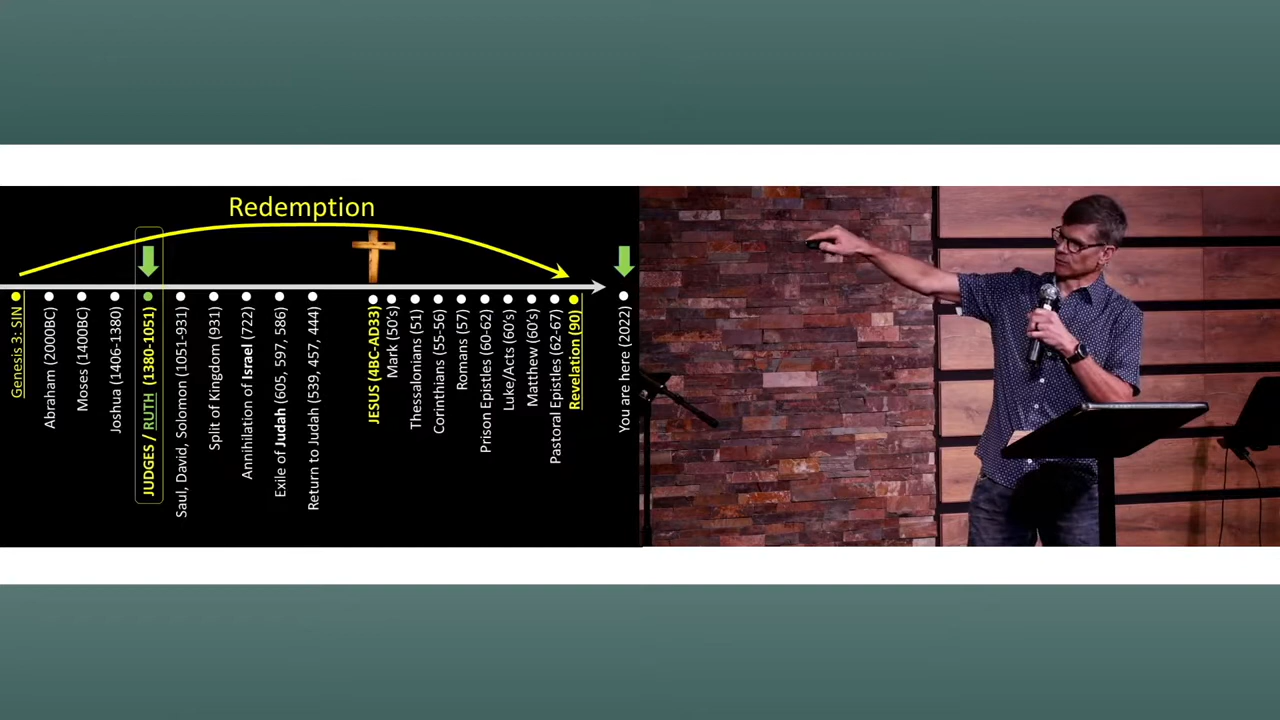 Redemption
Genesis 3: SIN
Abraham (2000BC)
Moses (1400BC)
Joshua (1406-1380)
JUDGES / RUTH (1380-1051)
Saul, David, Solomon (1051-931)
Split of Kingdom (931)
Annihilation of Israel (722)
Exile of Judah (605, 597, 586)
Return to Judah (539, 457, 444)
JESUS (4BC-AD33)
Mark (50's)
Thessalonians (51)
Corinthians (55-56)
Romans (57)
Prison Epistles (60-62)
Luke/Acts (60's)
Matthew (60's)
Pastoral Epistles (62-67)
Revelation (90)
You are here (2022)